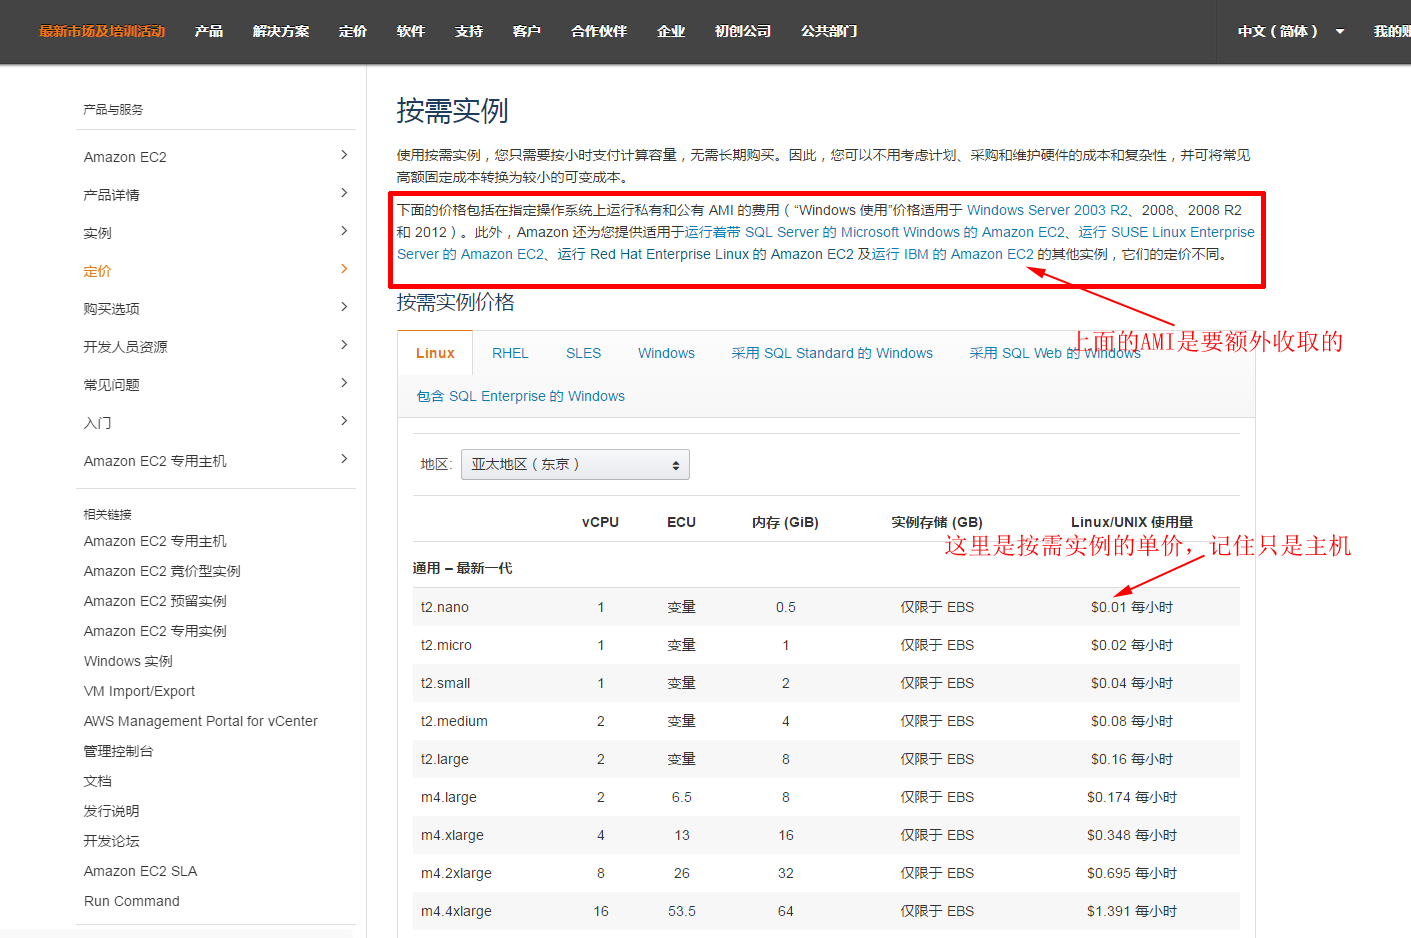 最新市场及培训活动 产品 解决方案 定价 软件 支持 客户 合作伙伴 企业 初创公司 公共部门 中文（简体） 我的账
产品与服务
Amazon EC2
产品详情
实例
定价
购买选项
开发人员资源
常见问题
入门
Amazon EC2 专用主机
相关链接
Amazon EC2 专用主机
Amazon EC2 竞价型实例
Amazon EC2 预留实例
Amazon EC2 专用实例
Windows 实例
VM Import/Export
AWS Management Portal for vCenter
管理控制台
文档
发行说明
开发论坛
Amazon EC2 SLA
Run Command
按需实例
使用按需实例，您只需要按小时支付计算容量，无需长期购买。因此，您可以不用考虑计划、采购和维护硬件的成本和复杂性，并可将常见
高额固定成本转换为较小的可变成本。
下面的价格包括在指定操作系统上运行私有和公有 AMI 的费用（“Windows 使用”价格适用于 Windows Server 2003 R2、2008、2008 R2
和 2012）。此外，Amazon 还为您提供适用于运行着带 SQL Server 的 Microsoft Windows 的 Amazon EC2、运行 SUSE Linux Enterprise
Server 的 Amazon EC2、运行 Red Hat Enterprise Linux 的 Amazon EC2 及运行 IBM 的 Amazon EC2 的其他实例，它们的定价不同。
按需实例价格
上面的AMI是要额外收取的
Linux RHEL SLES Windows 采用 SQL Standard 的 Windows 采用 SQL Web 的 Windows
包含 SQL Enterprise 的 Windows
地区: 亚太地区（东京）
vCPU ECU 内存 (GiB) 实例存储 (GB) Linux/UNIX 使用量
这里是按需实例的单价，记住只是主机
通用 – 最新一代
t2.nano 1 变量 0.5 仅限于 EBS $0.01 每小时
t2.micro 1 变量 1 仅限于 EBS $0.02 每小时
t2.small 1 变量 2 仅限于 EBS $0.04 每小时
t2.medium 2 变量 4 仅限于 EBS $0.08 每小时
t2.large 2 变量 8 仅限于 EBS $0.16 每小时
m4.large 2 6.5 8 仅限于 EBS $0.174 每小时
m4.xlarge 4 13 16 仅限于 EBS $0.348 每小时
m4.2xlarge 8 26 32 仅限于 EBS $0.695 每小时
m4.4xlarge 16 53.5 64 仅限于 EBS $1.391 每小时